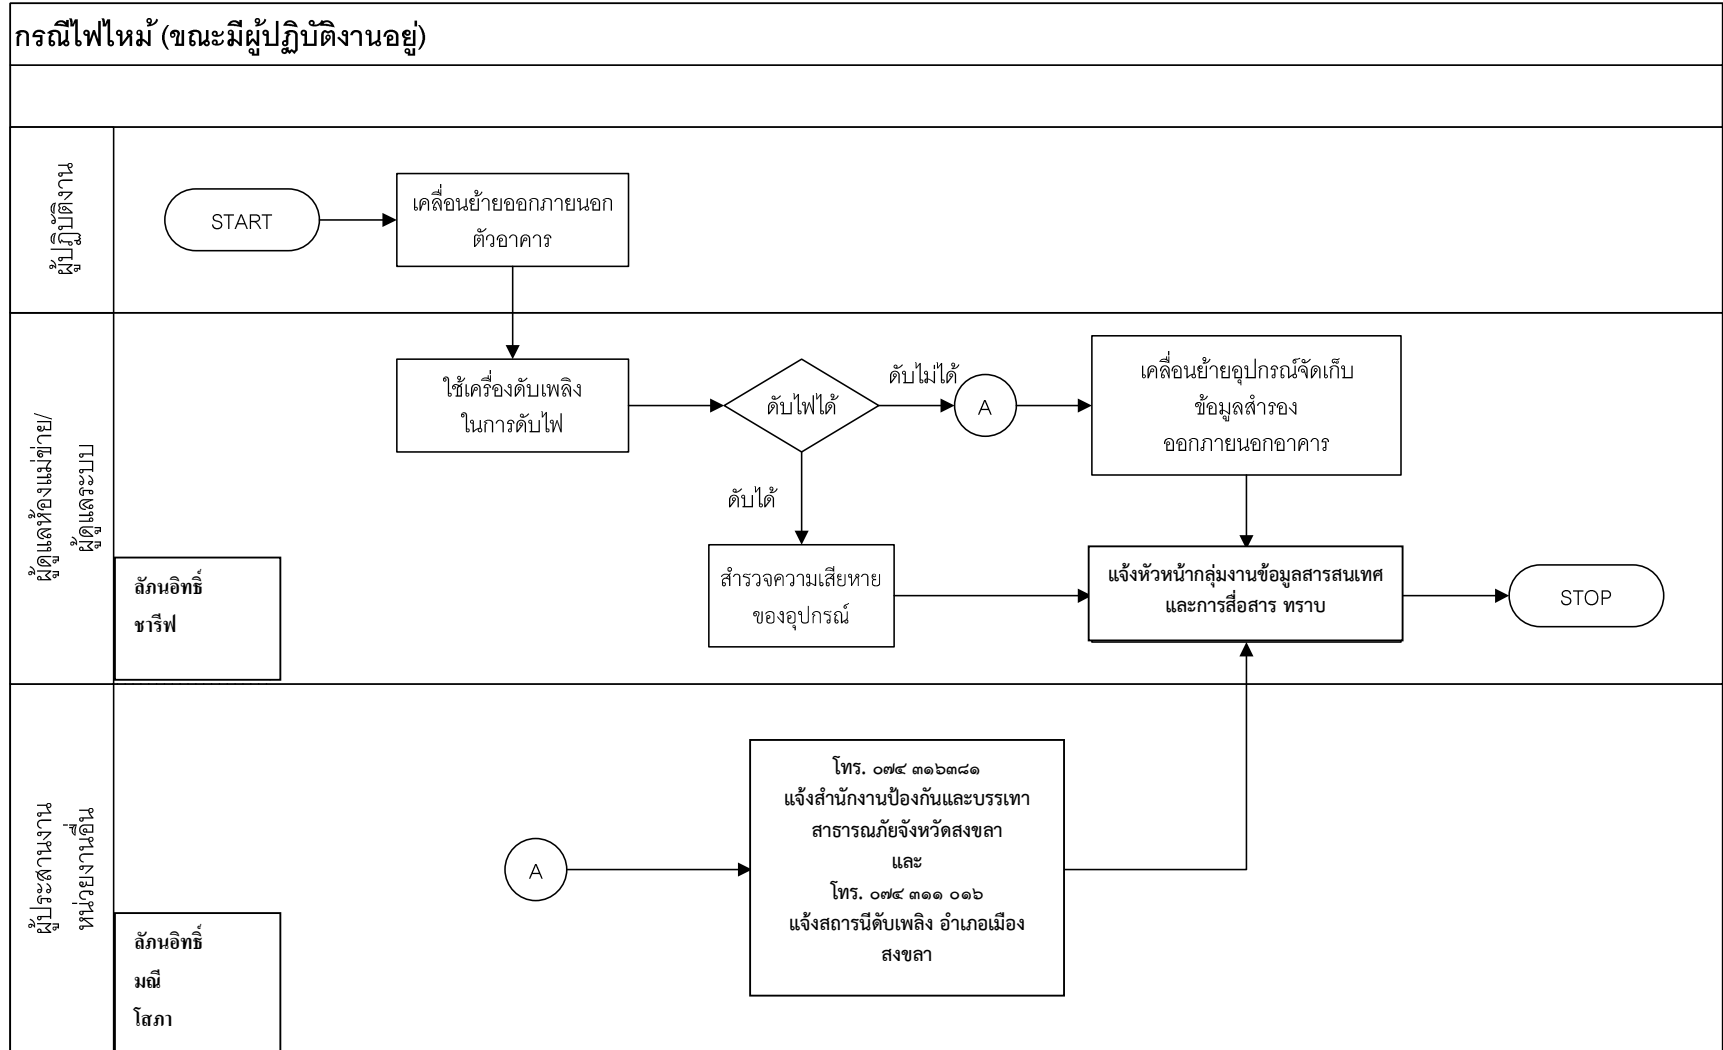 กรณีไฟไหม้ (ขณะมีผู้ปฏิบัติงานอยู่)
ผู้ปฏิบัติงาน
START
เคลื่อนย้ายออกภายนอก
ตัวอาคาร
ผู้ดูแลห้องแม่ข่าย/
ผู้ดูแลระบบ
ใช้เครื่องดับเพลิง
ในการดับไฟ
ดับไฟได้
ดับไม่ได้
A
เคลื่อนย้ายอุปกรณ์จัดเก็บ
ข้อมูลสำรอง
ออกภายนอกอาคาร
ดับได้
สำรวจความเสียหาย
ของอุปกรณ์
แจ้งหัวหน้ากลุ่มงานข้อมูลสารสนเทศ
และการสื่อสาร ทราบ
STOP
ลัภนอิทธิ์
ชารีฟ
ผู้ประสานงาน
หน่วยงานอื่น
A
โทร. ๐๗๔ ๓๑๖๓๘๑
แจ้งสำนักงานป้องกันและบรรเทา
สาธารณภัยจังหวัดสงขลา
และ
โทร. ๐๗๔ ๓๑๑ ๐๑๖
แจ้งสถารนีดับเพลิง อำเภอเมือง
สงขลา
ลัภนอิทธิ์
มณี
โสภา